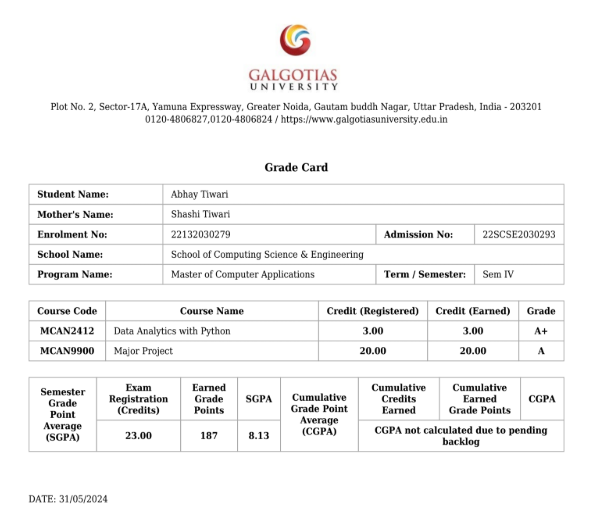 GALGOTIAS
UNIVERSITY
Plot No. 2, Sector-17A, Yamuna Expressway, Greater Noida, Gautam buddh Nagar, Uttar Pradesh, India - 203201
0120-4806827,0120-4806824 / https://www.galgotiasuniversity.edu.in
Grade Card
Student Name: Abhay Tiwari
Mother's Name: Shashi Tiwari
Enrolment No: 22132030279 Admission No: 22SCSE2030293
School Name: School of Computing Science & Engineering
Program Name: Master of Computer Applications Term / Semester: Sem IV
Course Code Course Name Credit (Registered) Credit (Earned) Grade
MCAN2412 Data Analytics with Python 3.00 3.00 A+
MCAN9900 Major Project 20.00 20.00 A
Semester
Grade
Point
Average
(SGPA)
Exam
Registration
(Credits)
Earned
Grade
Points
SGPA
Cumulative
Grade Point
Average
(CGPA)
Cumulative
Credits
Earned
Cumulative
Earned
Grade Points
CGPA
23.00 187 8.13
CGPA not calculated due to pending
backlog
DATE: 31/05/2024